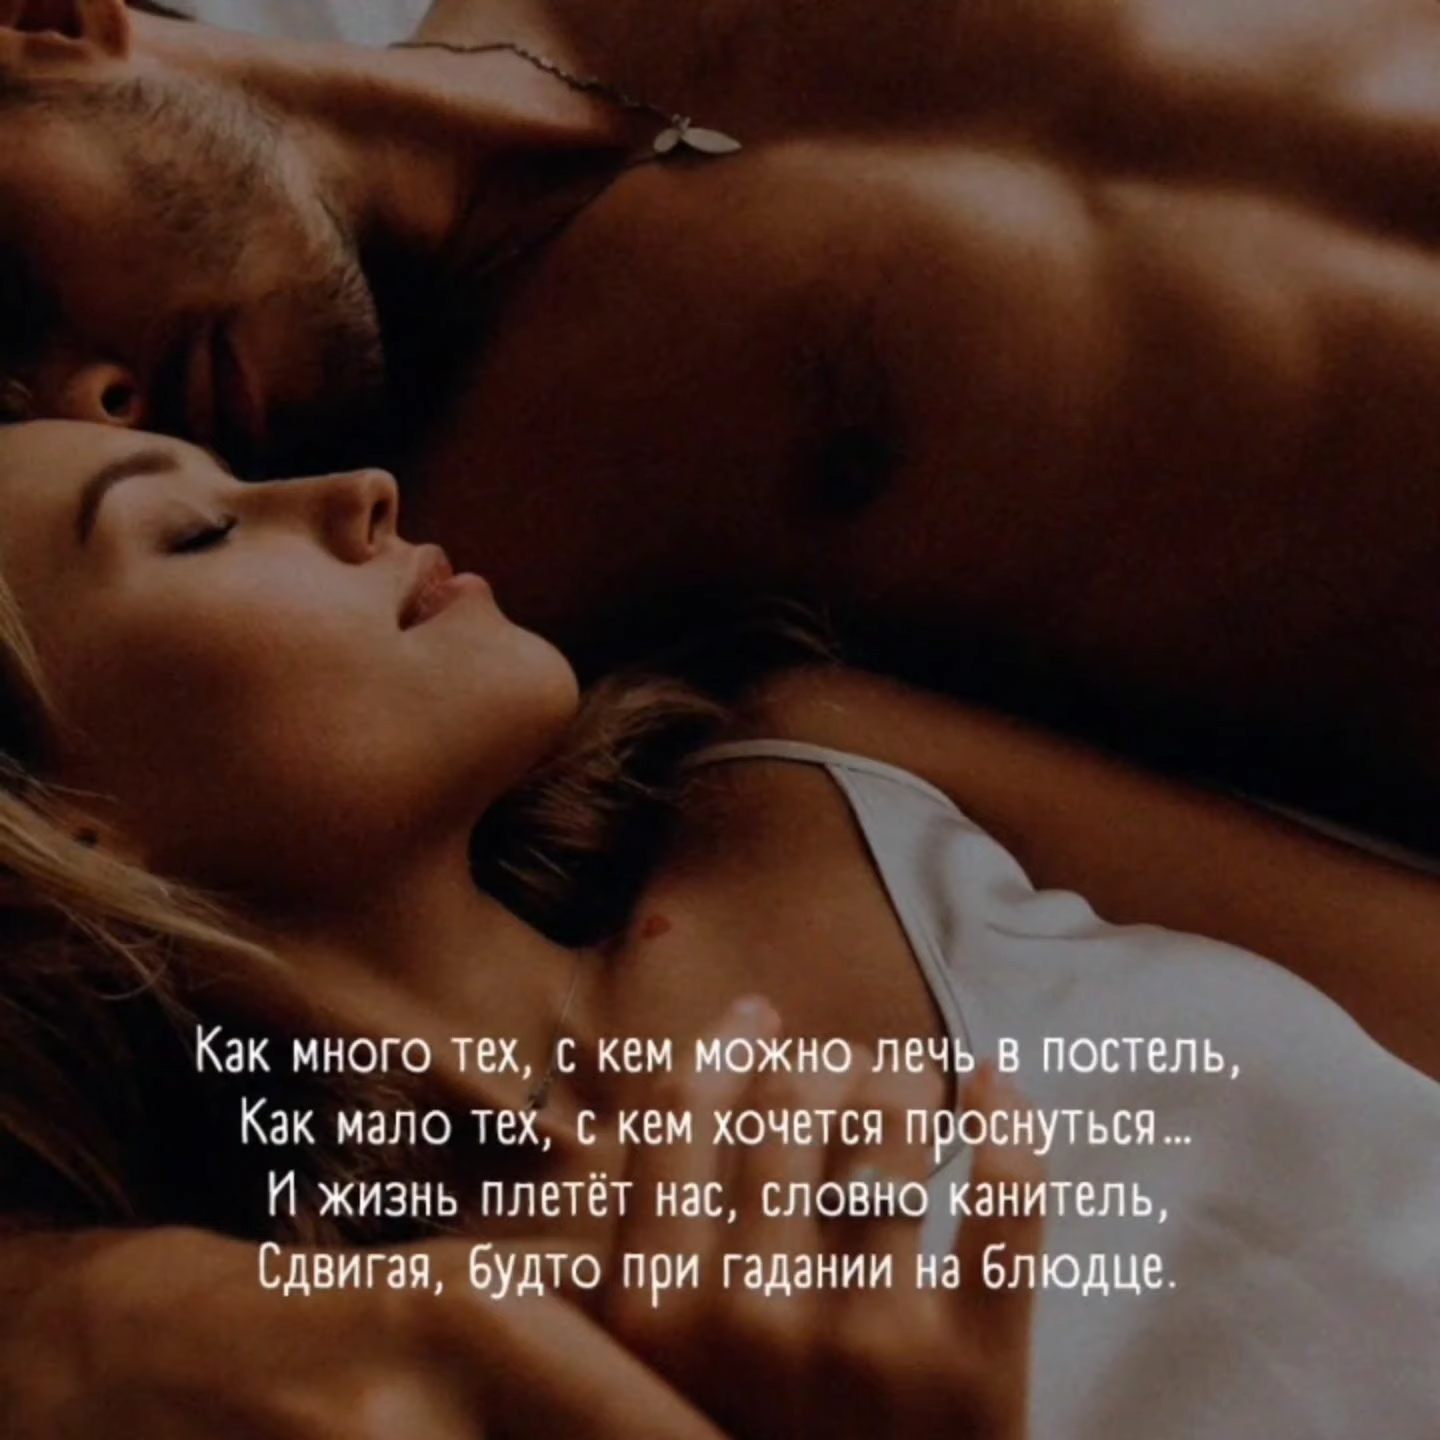 Как много тех, с кем можно лечь в постель,
Как мало тех, с кем хочется проснуться...
И жизнь плетёт нас, словно канитель,
Сдвигая, будто при гадании на блюдце.